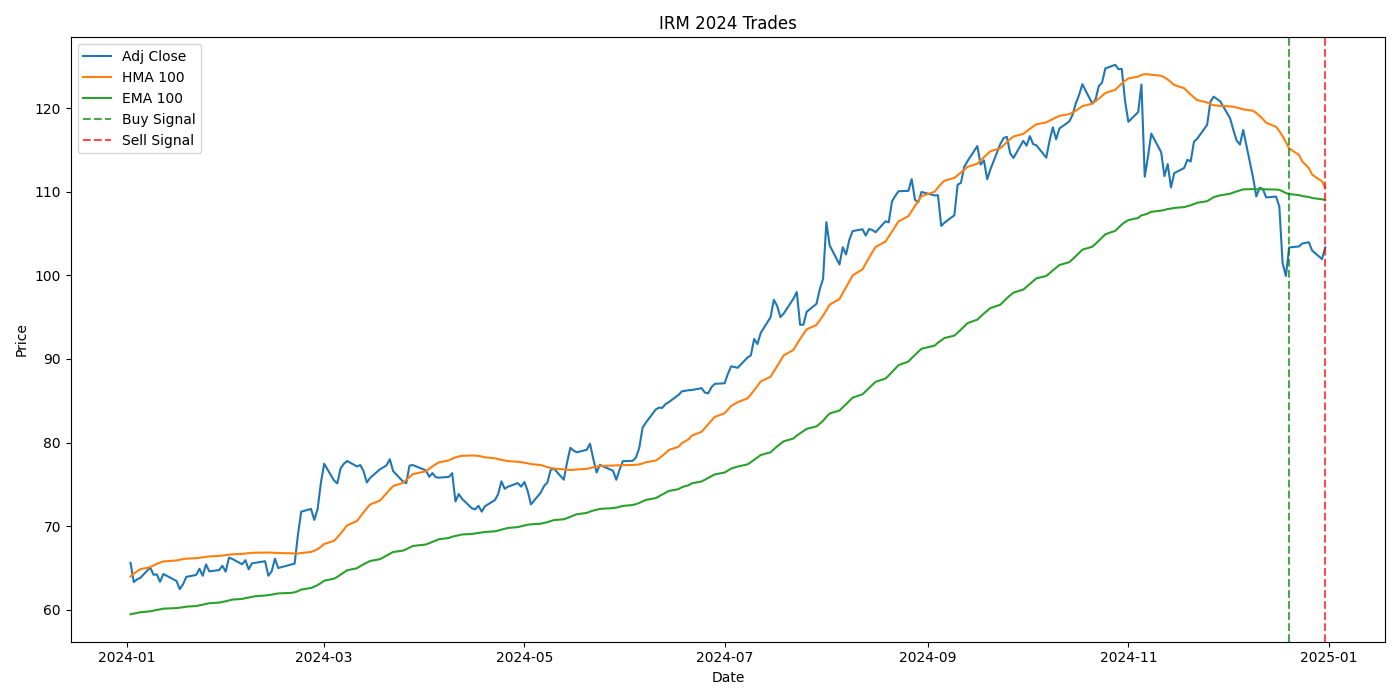 IRM 2024 Trades
Adj Close
HMA 100
EMA 100
Buy Signal
Sell Signal
Price
120
110
100
90
80
70
60
2024-01 2024-03 2024-05 2024-07 2024-09 2024-11 2025-01
Date